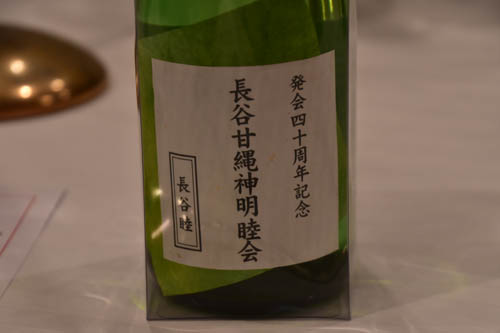 発会四十周年記念
長谷甘縄神明睦会
長谷睦